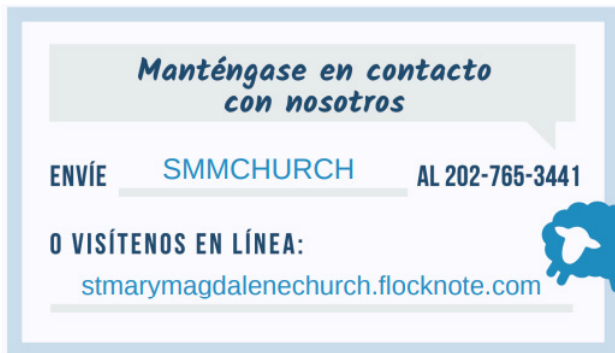 Manténgase en contacto
con nosotros
ENVÍE SMMCHURCH AL 202-765-3441
O VISÍTENOS EN LÍNEA:
stmarymagdalenechurch.flocknote.com